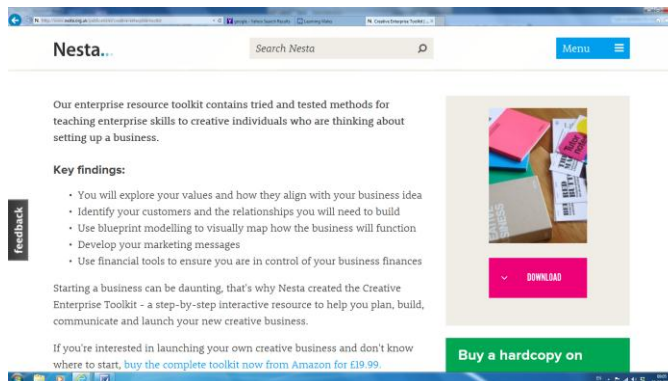 Nesta...
Search Nesta
Menu
Our enterprise resource toolkit contains tried and tested methods for
teaching enterprise skills to creative individuals who are thinking about
setting up a business.
Key findings:
• You will explore your values and how they align with your business idea
• Identify your customers and the relationships you will need to build
• Use blueprint modelling to visually map how the business will function
• Develop your marketing messages
• Use financial tools to ensure you are in control of your business finances
Starting a business can be daunting, that's why Nesta created the Creative
Enterprise Toolkit – a step-by-step interactive resource to help you plan, build,
communicate and launch your new creative business.
If you're interested in launching your own creative business and don't know
where to start, buy the complete toolkit now from Amazon for £19.99.
feedback
Tutor
notes
CREATIVE
BUSINESS
DOWNLOAD
Buy a hardcopy on